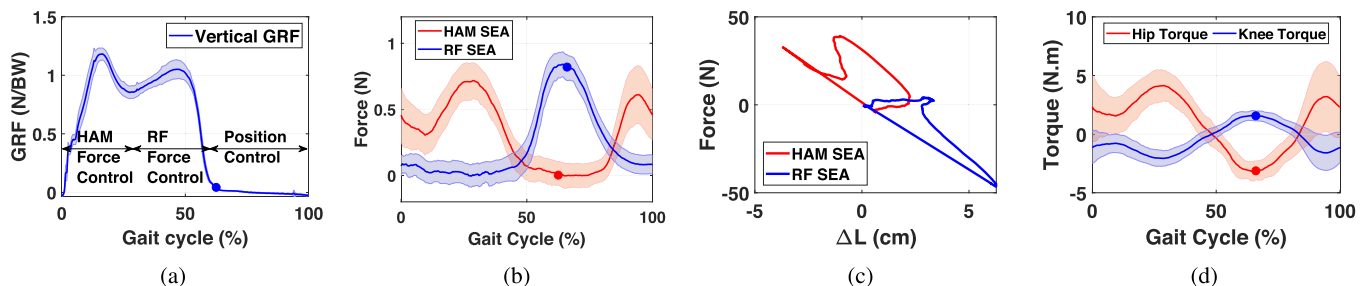 1.5
1
0.5
0
GRF (N/BW)
Vertical GRF
HAM RF Position
Force Force Control
Control Control
0 50 100
Gait cycle (%)
(a)
1
0.5
0
Force (N)
HAM SEA
RF SEA
0 50 100
Gait Cycle (%)
(b)
50
0
-50
Force (N)
HAM SEA
RF SEA
-5 0 5
ΔL (cm)
(c)
10
5
0
-5
Torque (N.m)
Hip Torque Knee Torque
0 50 100
Gait Cycle (%)
(d)